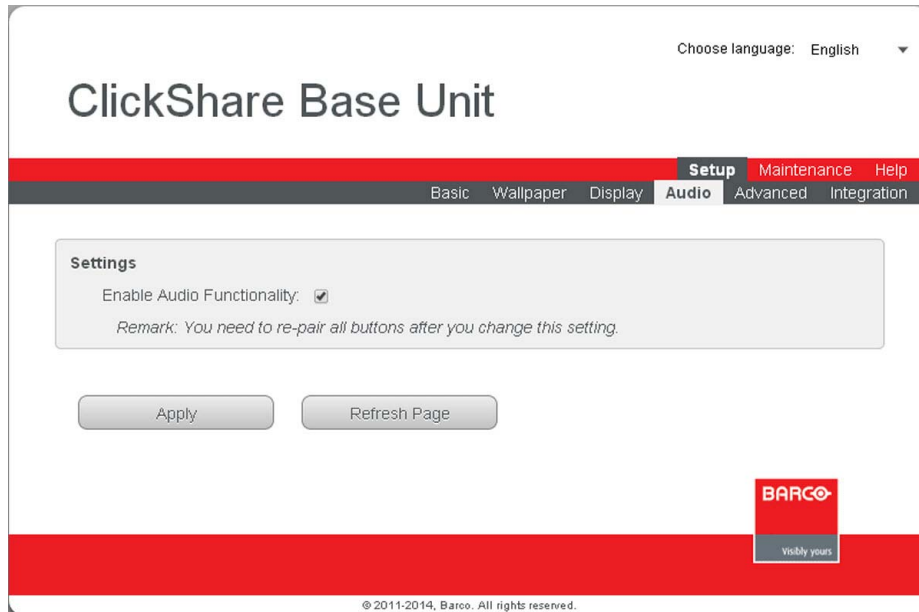 Choose language: English
ClickShare Base Unit
Setup Maintenance Help
Basic Wallpaper Display Audio Advanced Integration
Settings
Enable Audio Functionality:
Remark: You need to re-pair all buttons after you change this setting.
Apply Refresh Page
BARCO
Visibly yours
© 2011-2014, Barco. All rights reserved.